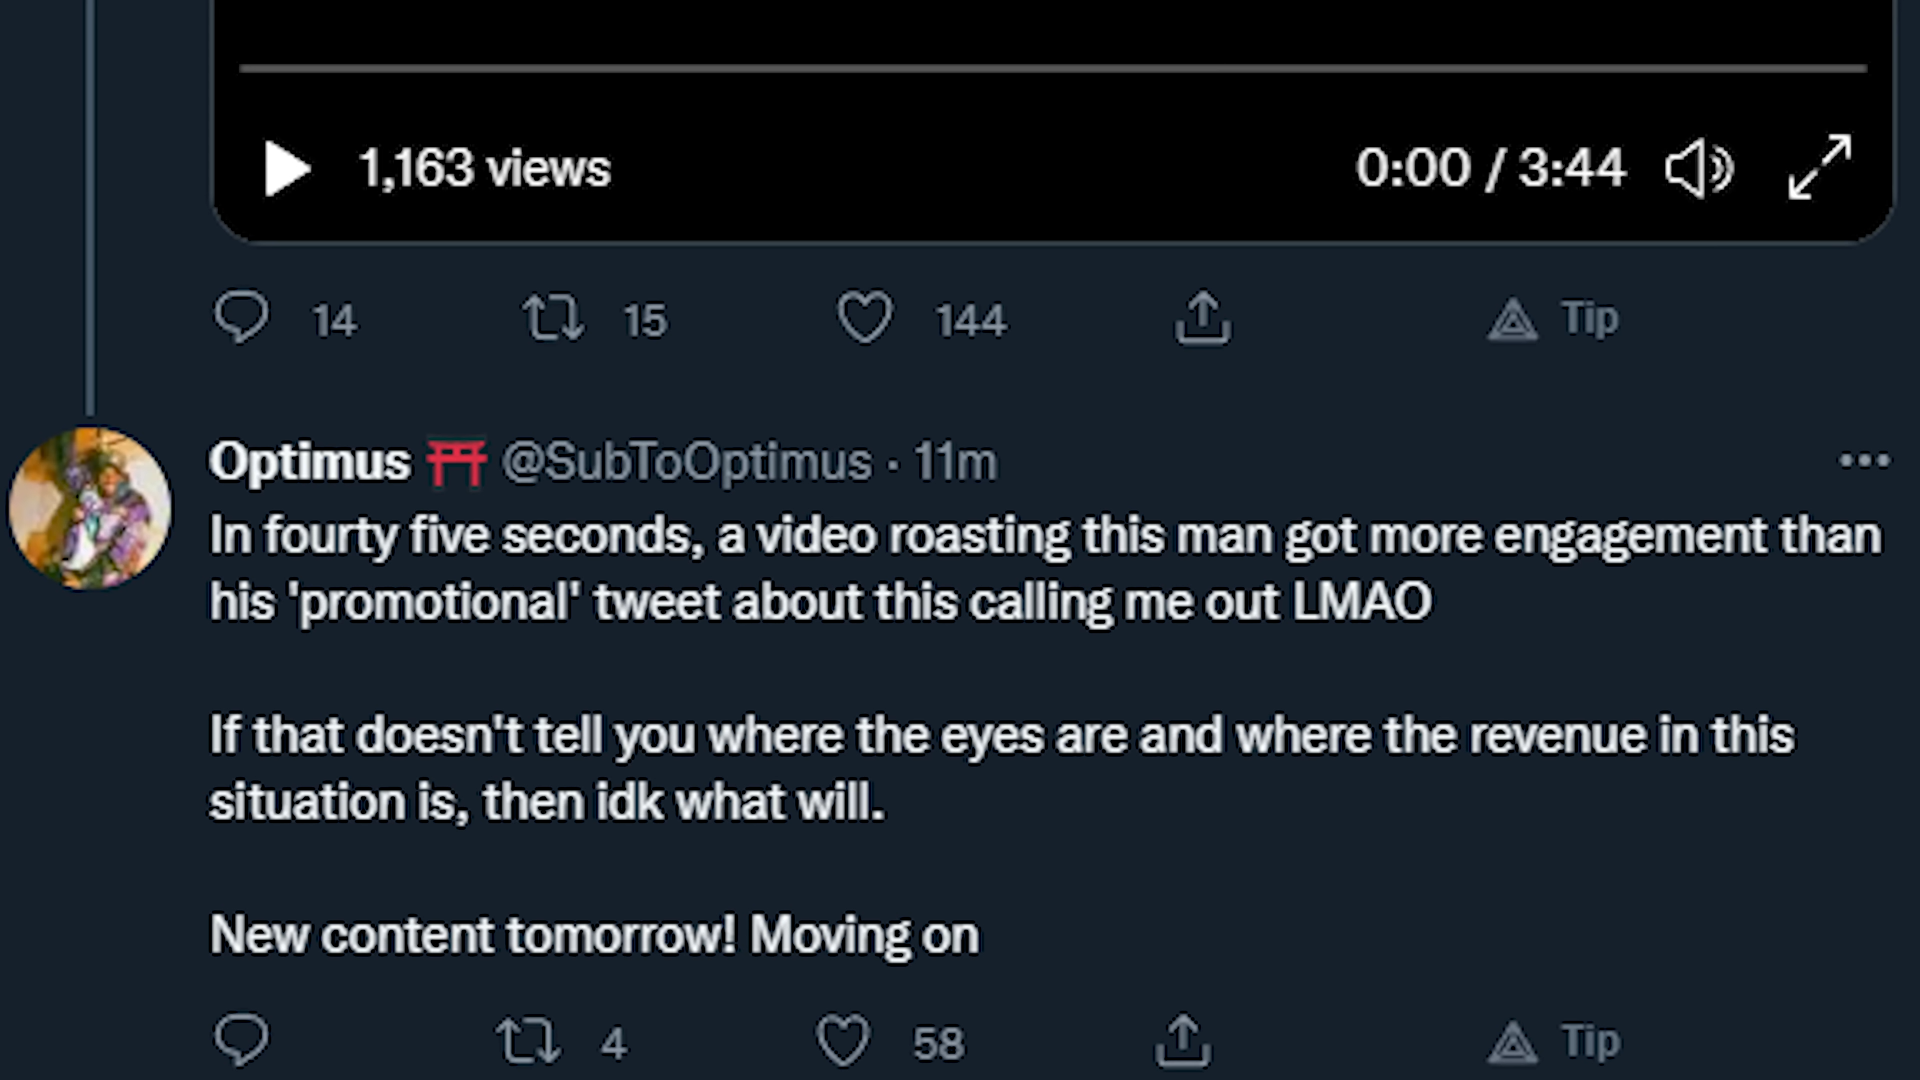 1,163 views 0:00 / 3:44
14 15 144 Tip
Optimus @SubToOptimus · 11m
In fourty five seconds, a video roasting this man got more engagement than
his 'promotional' tweet about this calling me out LMAO
If that doesn't tell you where the eyes are and where the revenue in this
situation is, then idk what will.
New content tomorrow! Moving on
4 58 Tip